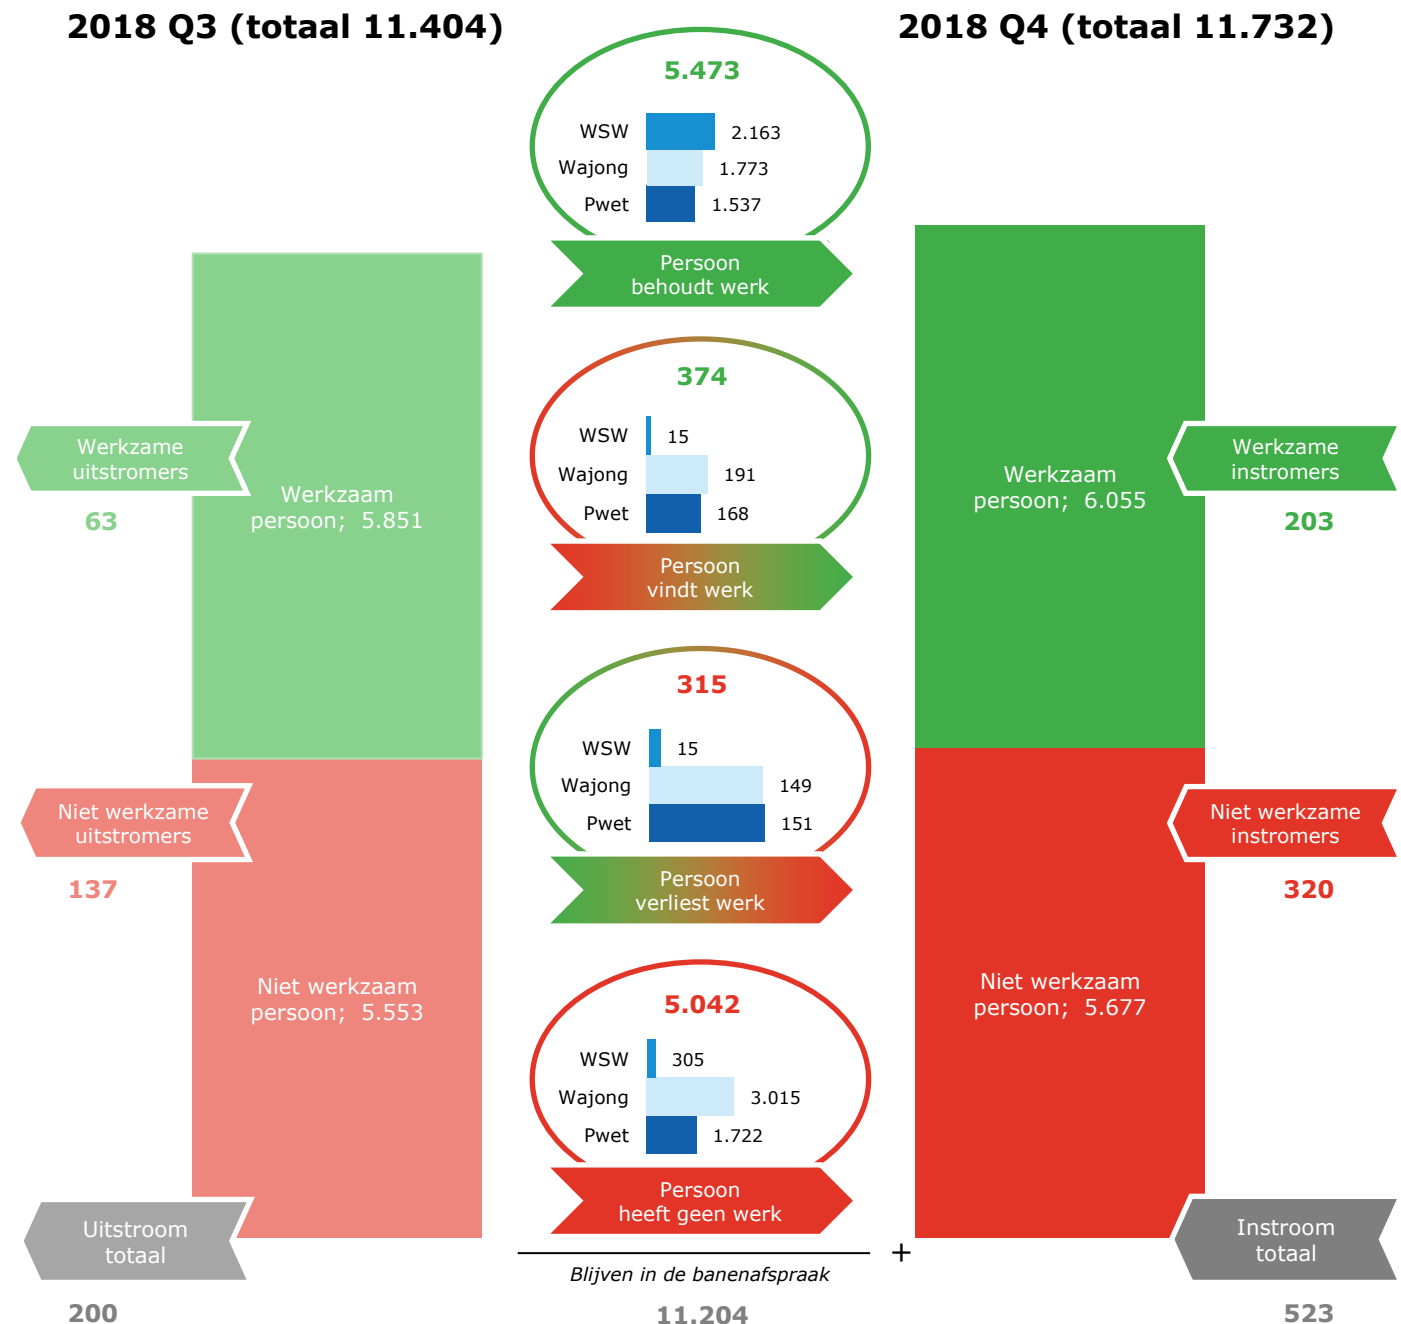 2018 Q3 (totaal 11.404)
2018 Q4 (totaal 11.732)
5.473
WSW 2.163
Wajong 1.773
Pwet 1.537
Persoon
behoudt werk
374
WSW 15
Wajong 191
Pwet 168
Persoon
vindt werk
315
WSW 15
Wajong 149
Pwet 151
Persoon
verliest werk
5.042
WSW 305
Wajong 3.015
Pwet 1.722
Persoon
heeft geen werk
Blijven in de banenafspraak
11.204
+
Werkzame
uitstromers
63
Werkzaam
persoon; 5.851
Niet werkzame
uitstromers
137
Niet werkzaam
persoon; 5.553
Uitstroom
totaal
200
Werkzaam
persoon; 6.055
Werkzame
instromers
203
Niet werkzame
instromers
320
Niet werkzaam
persoon; 5.677
Instroom
totaal
523